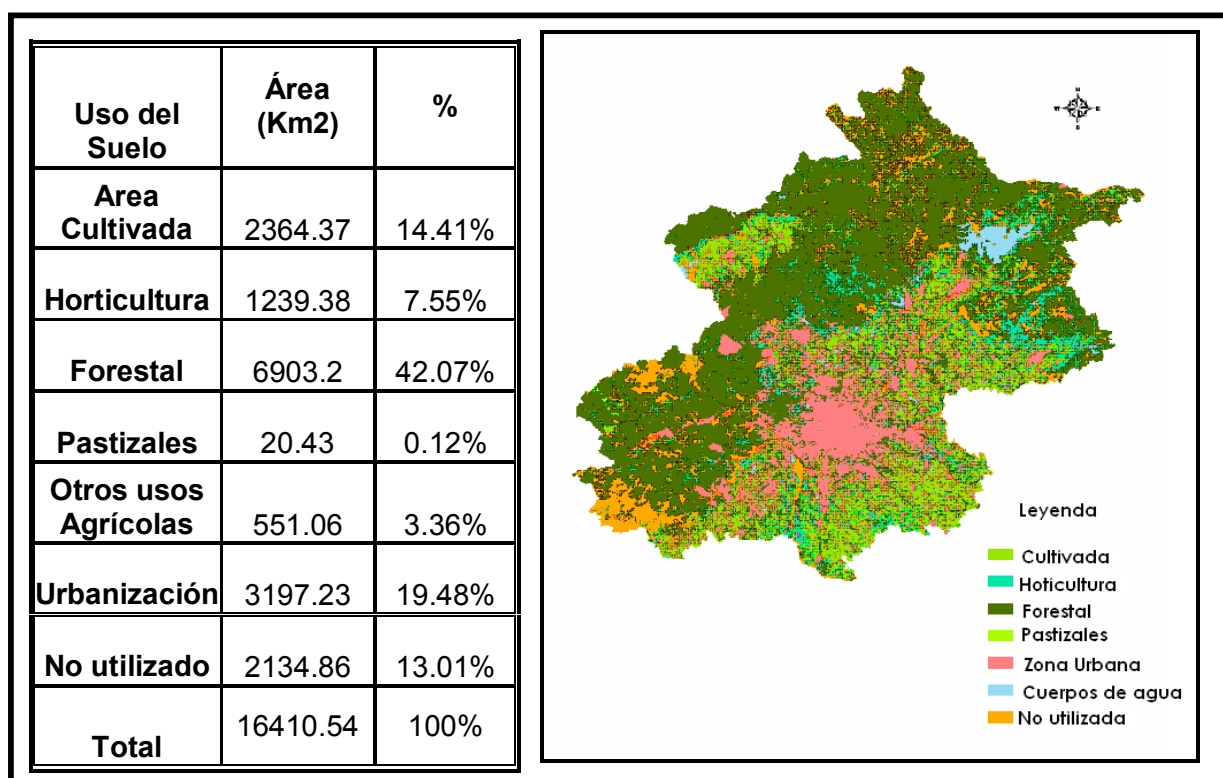 Uso del
Suelo
Área
(Km2)
%
Area
Cultivada
2364.37
14.41%
Horticultura
1239.38
7.55%
Forestal
6903.2
42.07%
Pastizales
20.43
0.12%
Otros usos
Agrícolas
551.06
3.36%
Urbanización
3197.23
19.48%
No utilizado
2134.86
13.01%
Total
16410.54
100%
N
W
E
S
Leyenda
Cultivada
Hoticultura
Forestal
Pastizales
Zona Urbana
Cuerpos de agua
No utilizada